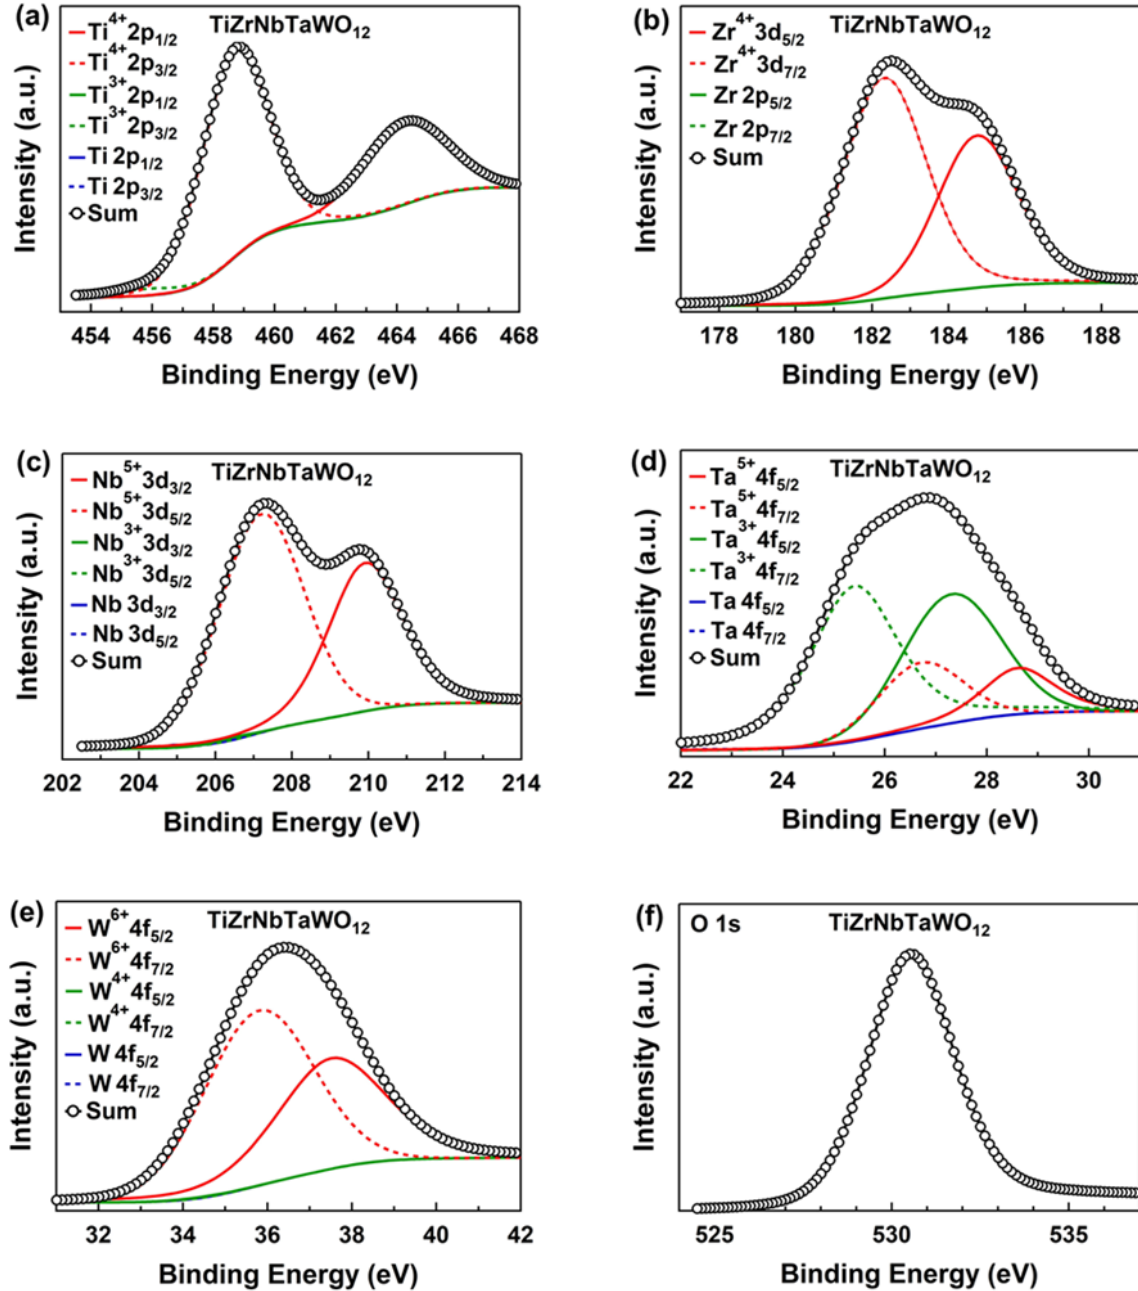 (a)
TiZrNbTaWO₁₂
Ti⁴⁺ 2p₁/₂
Ti⁴⁺ 2p₃/₂
Ti³⁺ 2p₁/₂
Ti³⁺ 2p₃/₂
Ti 2p₁/₂
Ti 2p₃/₂
Sum
Intensity (a.u.)
454 456 458 460 462 464 466 468
Binding Energy (eV)
(b)
TiZrNbTaWO₁₂
Zr⁴⁺ 3d₅/₂
Zr⁴⁺ 3d₇/₂
Zr 2p₅/₂
Zr 2p₇/₂
Sum
Intensity (a.u.)
178 180 182 184 186 188
Binding Energy (eV)
(c)
TiZrNbTaWO₁₂
Nb⁵⁺ 3d₃/₂
Nb⁵⁺ 3d₅/₂
Nb³⁺ 3d₃/₂
Nb³⁺ 3d₅/₂
Nb 3d₃/₂
Nb 3d₅/₂
Sum
Intensity (a.u.)
202 204 206 208 210 212 214
Binding Energy (eV)
(d)
TiZrNbTaWO₁₂
Ta⁵⁺ 4f₅/₂
Ta⁵⁺ 4f₇/₂
Ta³⁺ 4f₅/₂
Ta³⁺ 4f₇/₂
Ta 4f₅/₂
Ta 4f₇/₂
Sum
Intensity (a.u.)
22 24 26 28 30
Binding Energy (eV)
(e)
TiZrNbTaWO₁₂
W⁶⁺ 4f₅/₂
W⁶⁺ 4f₇/₂
W⁴⁺ 4f₅/₂
W⁴⁺ 4f₇/₂
W 4f₅/₂
W 4f₇/₂
Sum
Intensity (a.u.)
32 34 36 38 40 42
Binding Energy (eV)
(f)
O 1s
TiZrNbTaWO₁₂
Intensity (a.u.)
525 530 535
Binding Energy (eV)